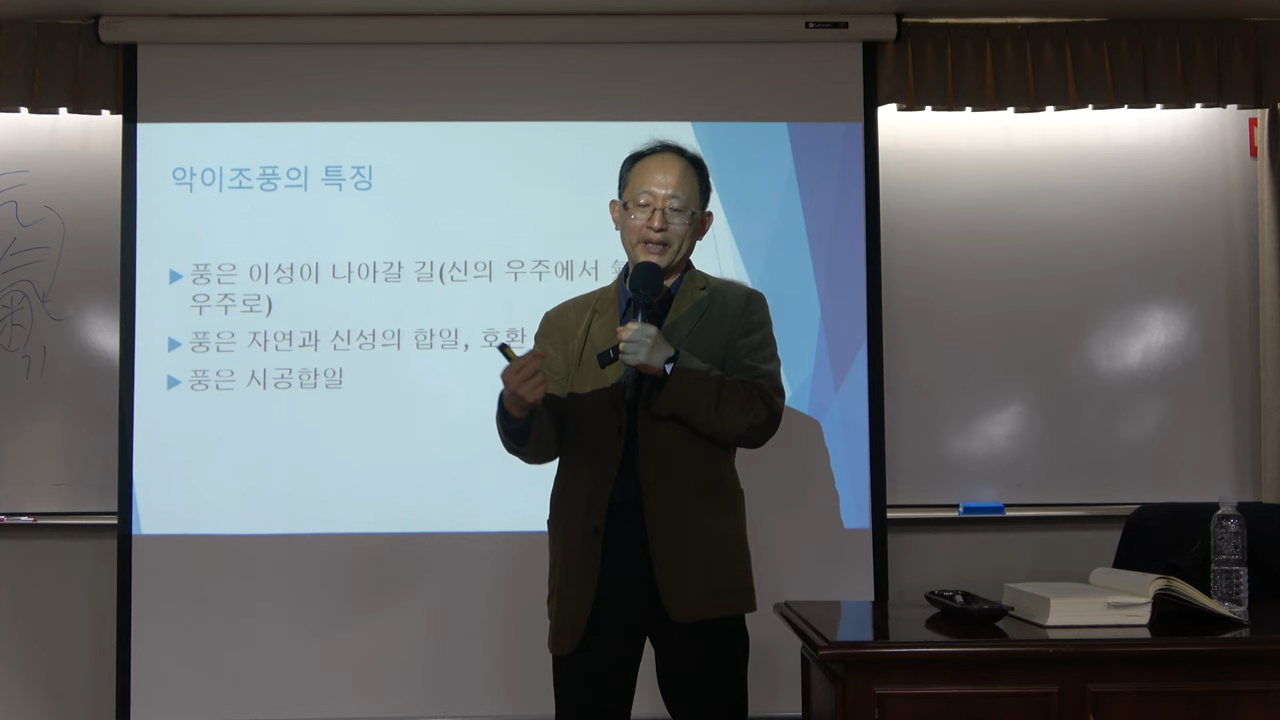 악이조풍의 특징
풍은 이성이 나아갈 길(신의 우주에서
우주로)
풍은 자연과 신성의 합일, 호환
풍은 시공합일
氣
기